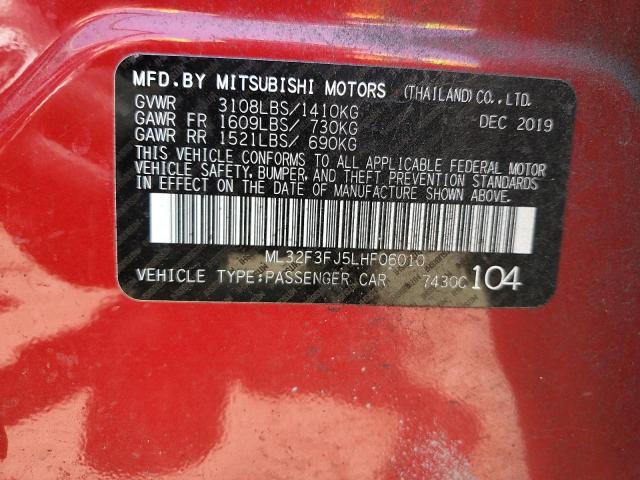 MFD.BY MITSUBISHI MOTORS (THAILAND)CO.,LTD.
GVWR 3108LBS/1410KG DEC 2019
GAWR FR 1609LBS/ 730KG
GAWR RR 1521LBS/ 690KG
THIS VEHICLE CONFORMS TO ALL APPLICABLE FEDERAL MOTOR
VEHICLE SAFETY, BUMPER, AND THEFT PREVENTION STANDARDS
IN EFFECT ON THE DATE OF MANUFACTURE SHOWN ABOVE.
ML32F3FJ5LHF06010
VEHICLE TYPE:PASSENGER CAR 7430C 104